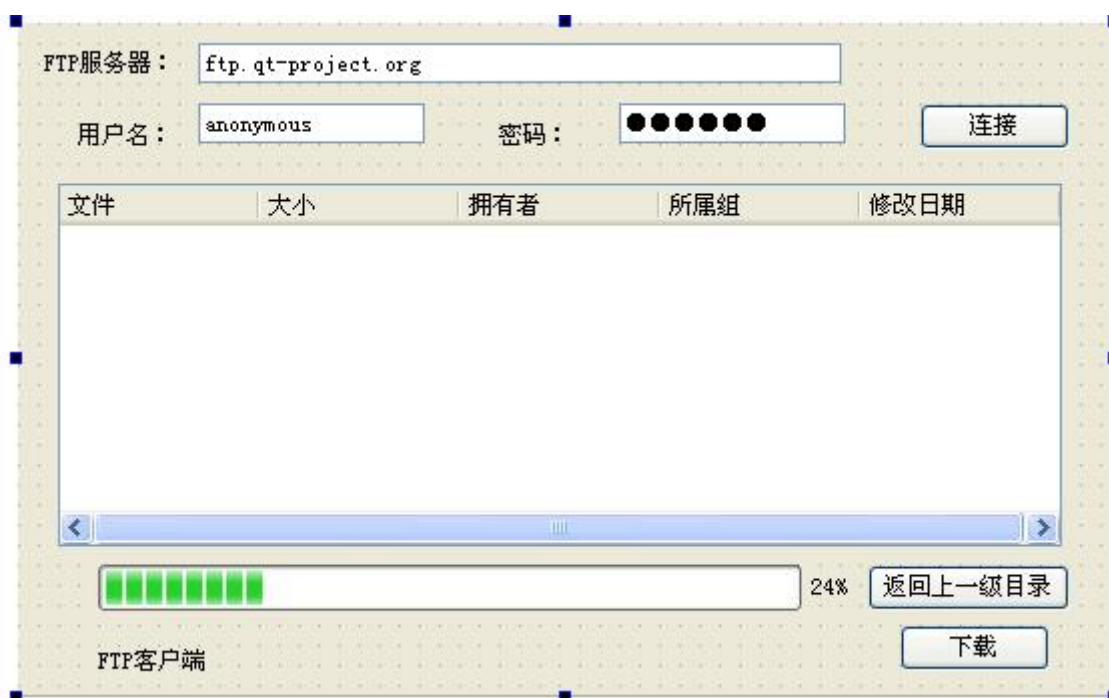 FTP服务器： ftp.qt-project.org
用户名： anonymous 密码： ●●●●●● 连接
文件 大小 拥有者 所属组 修改日期
24% 返回上一级目录
FTP客户端 下载